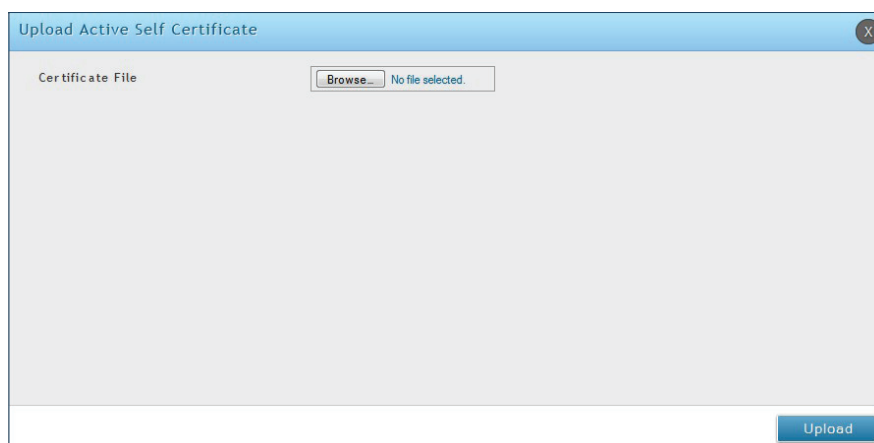 Upload Active Self Certificate
X
Certificate File
Browse… No file selected.
Upload